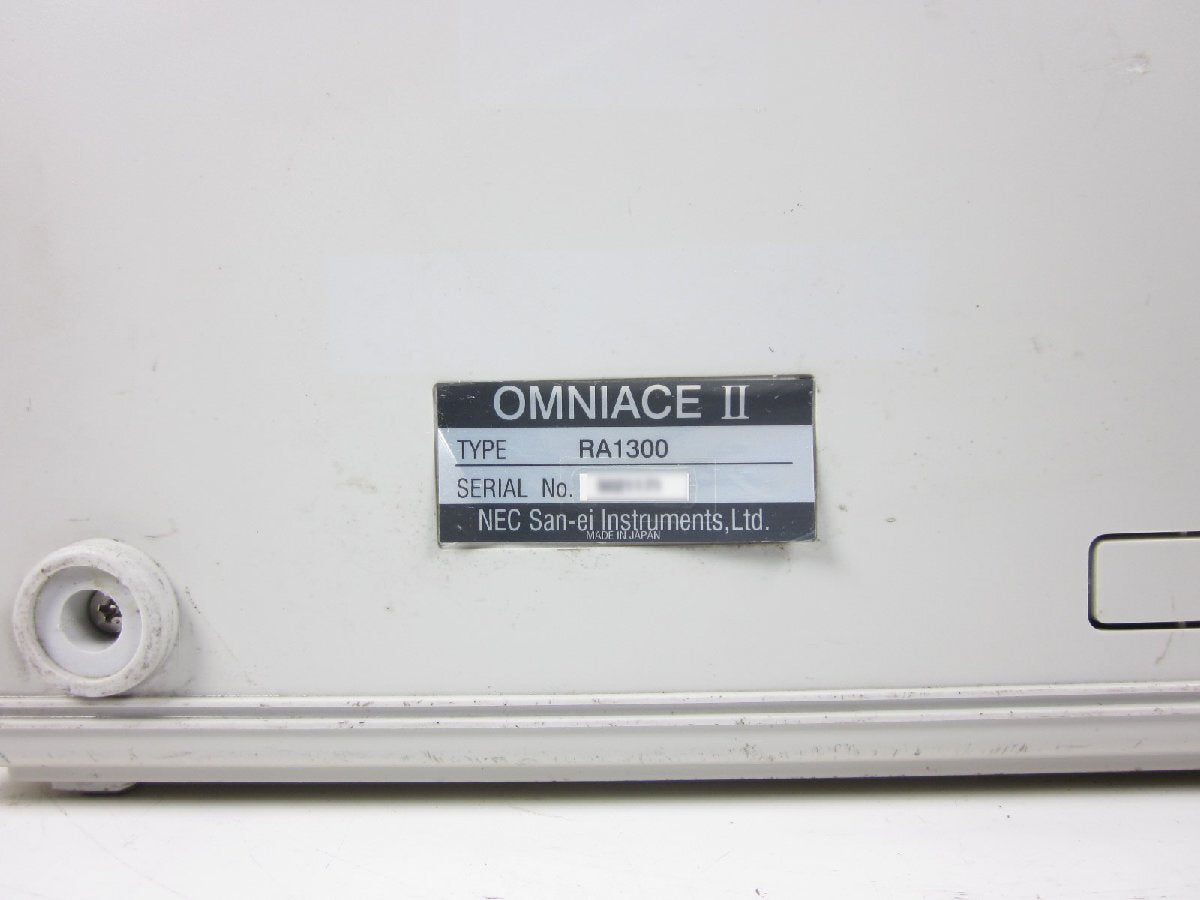 OMNIACE II
TYPE RA1300
SERIAL No.
NEC San-ei Instruments,Ltd.
MADE IN JAPAN